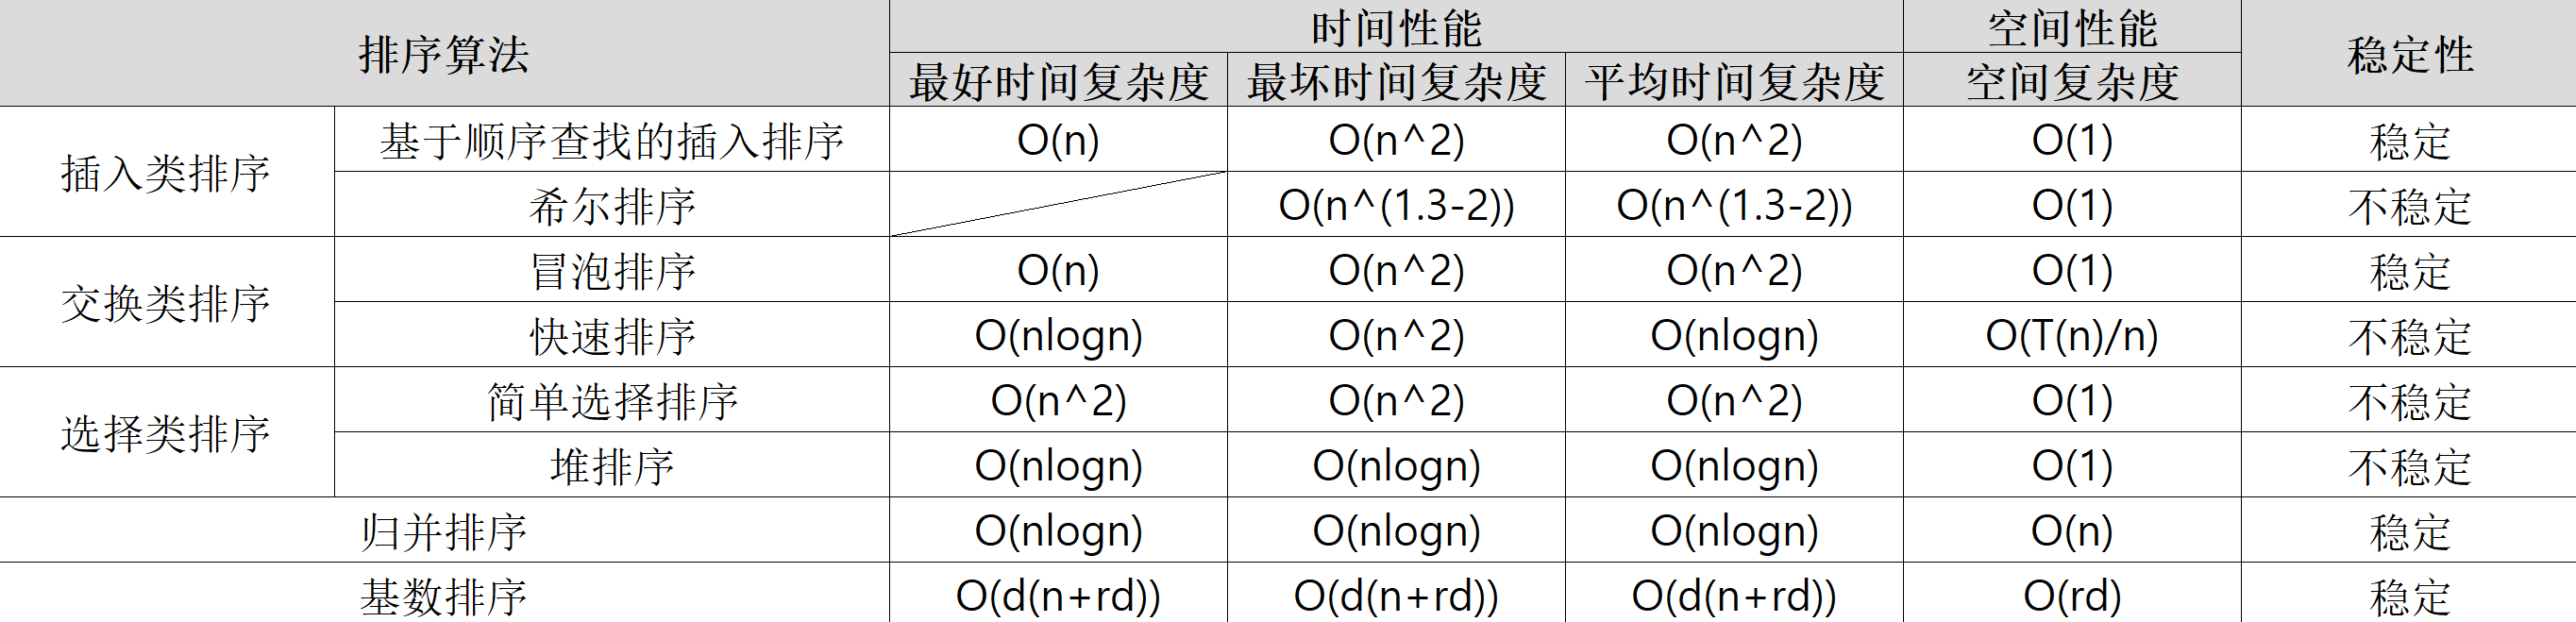 排序算法 时间性能 空间性能 稳定性
最好时间复杂度 最坏时间复杂度 平均时间复杂度 空间复杂度
插入类排序 基于顺序查找的插入排序 O(n) O(n^2) O(n^2) O(1) 稳定
希尔排序 O(n^(1.3-2)) O(n^(1.3-2)) O(1) 不稳定
交换类排序 冒泡排序 O(n) O(n^2) O(n^2) O(1) 稳定
快速排序 O(nlogn) O(n^2) O(nlogn) O(T(n)/n) 不稳定
选择类排序 简单选择排序 O(n^2) O(n^2) O(n^2) O(1) 不稳定
堆排序 O(nlogn) O(nlogn) O(nlogn) O(1) 不稳定
归并排序 O(nlogn) O(nlogn) O(nlogn) O(n) 稳定
基数排序 O(d(n+rd)) O(d(n+rd)) O(d(n+rd)) O(rd) 稳定